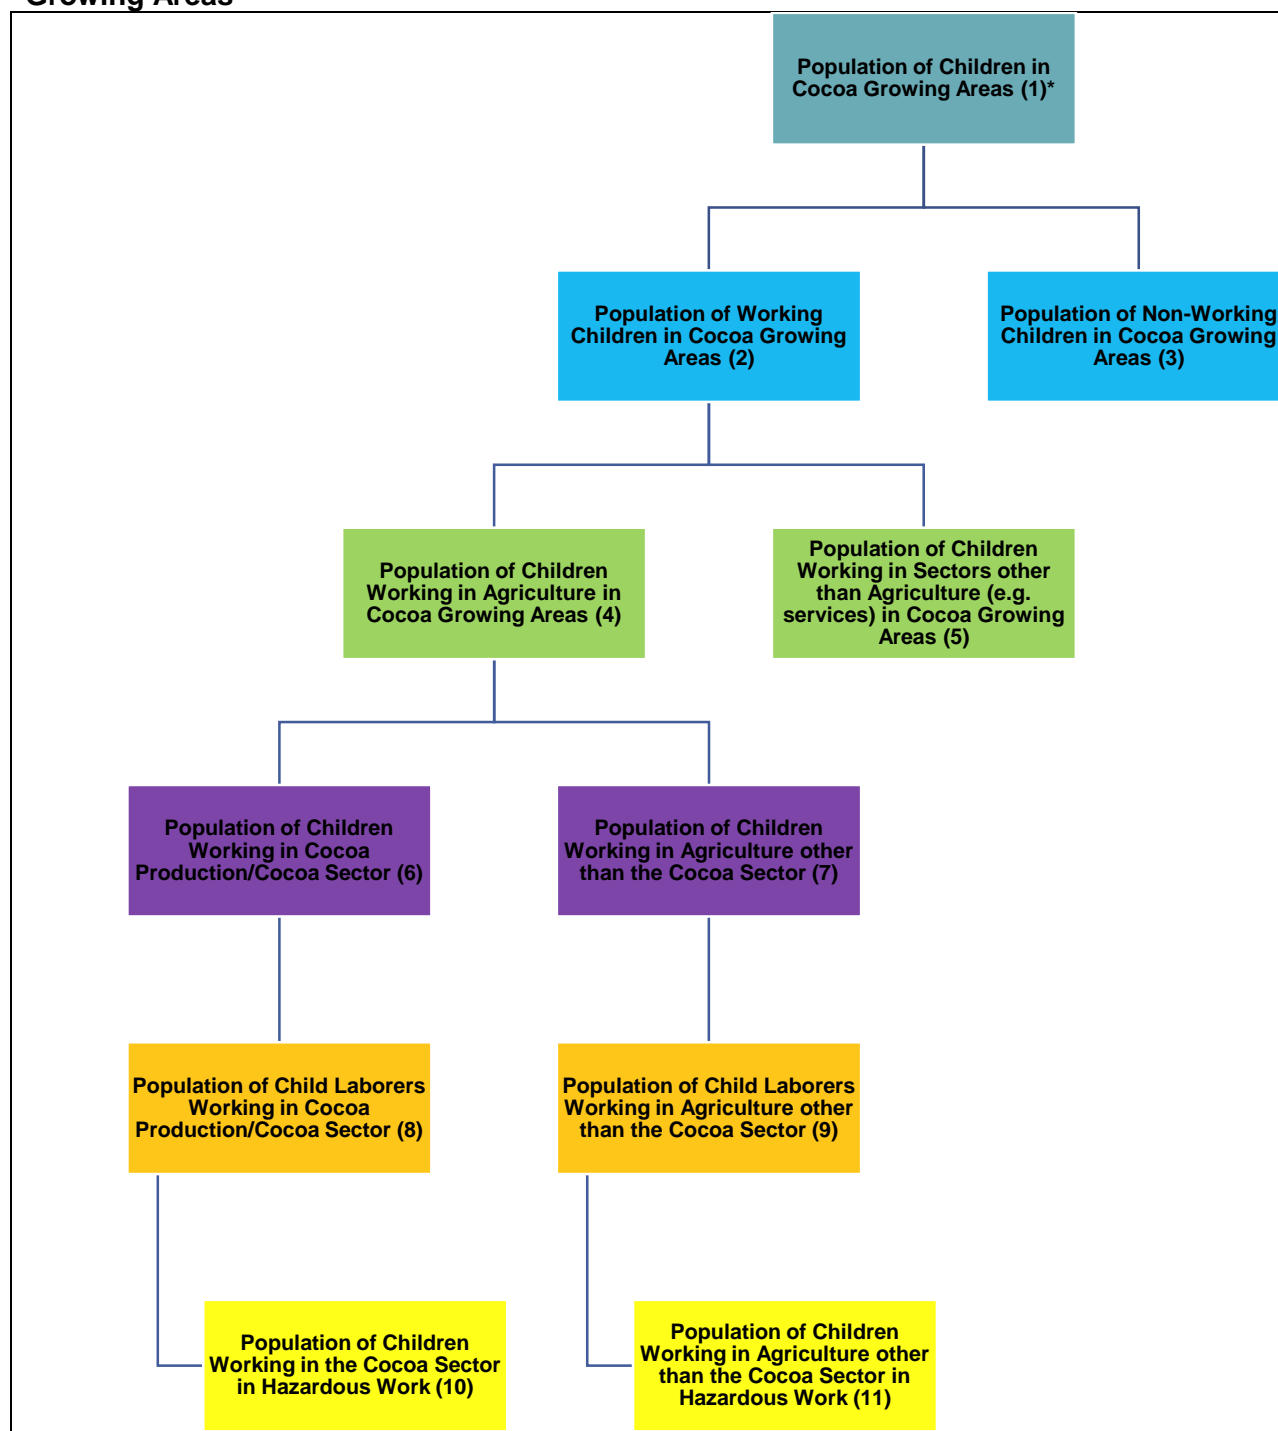 Growing Areas
Population of Children in
Cocoa Growing Areas (1)*
Population of Working
Children in Cocoa Growing
Areas (2)
Population of Non-Working
Children in Cocoa Growing
Areas (3)
Population of Children
Working in Agriculture in
Cocoa Growing Areas (4)
Population of Children
Working in Sectors other
than Agriculture (e.g.
services) in Cocoa Growing
Areas (5)
Population of Children
Working in Cocoa
Production/Cocoa Sector (6)
Population of Children
Working in Agriculture other
than the Cocoa Sector (7)
Population of Child Laborers
Working in Cocoa
Production/Cocoa Sector (8)
Population of Child Laborers
Working in Agriculture other
than the Cocoa Sector (9)
Population of Children
Working in the Cocoa Sector
in Hazardous Work (10)
Population of Children
Working in Agriculture other
than the Cocoa Sector in
Hazardous Work (11)